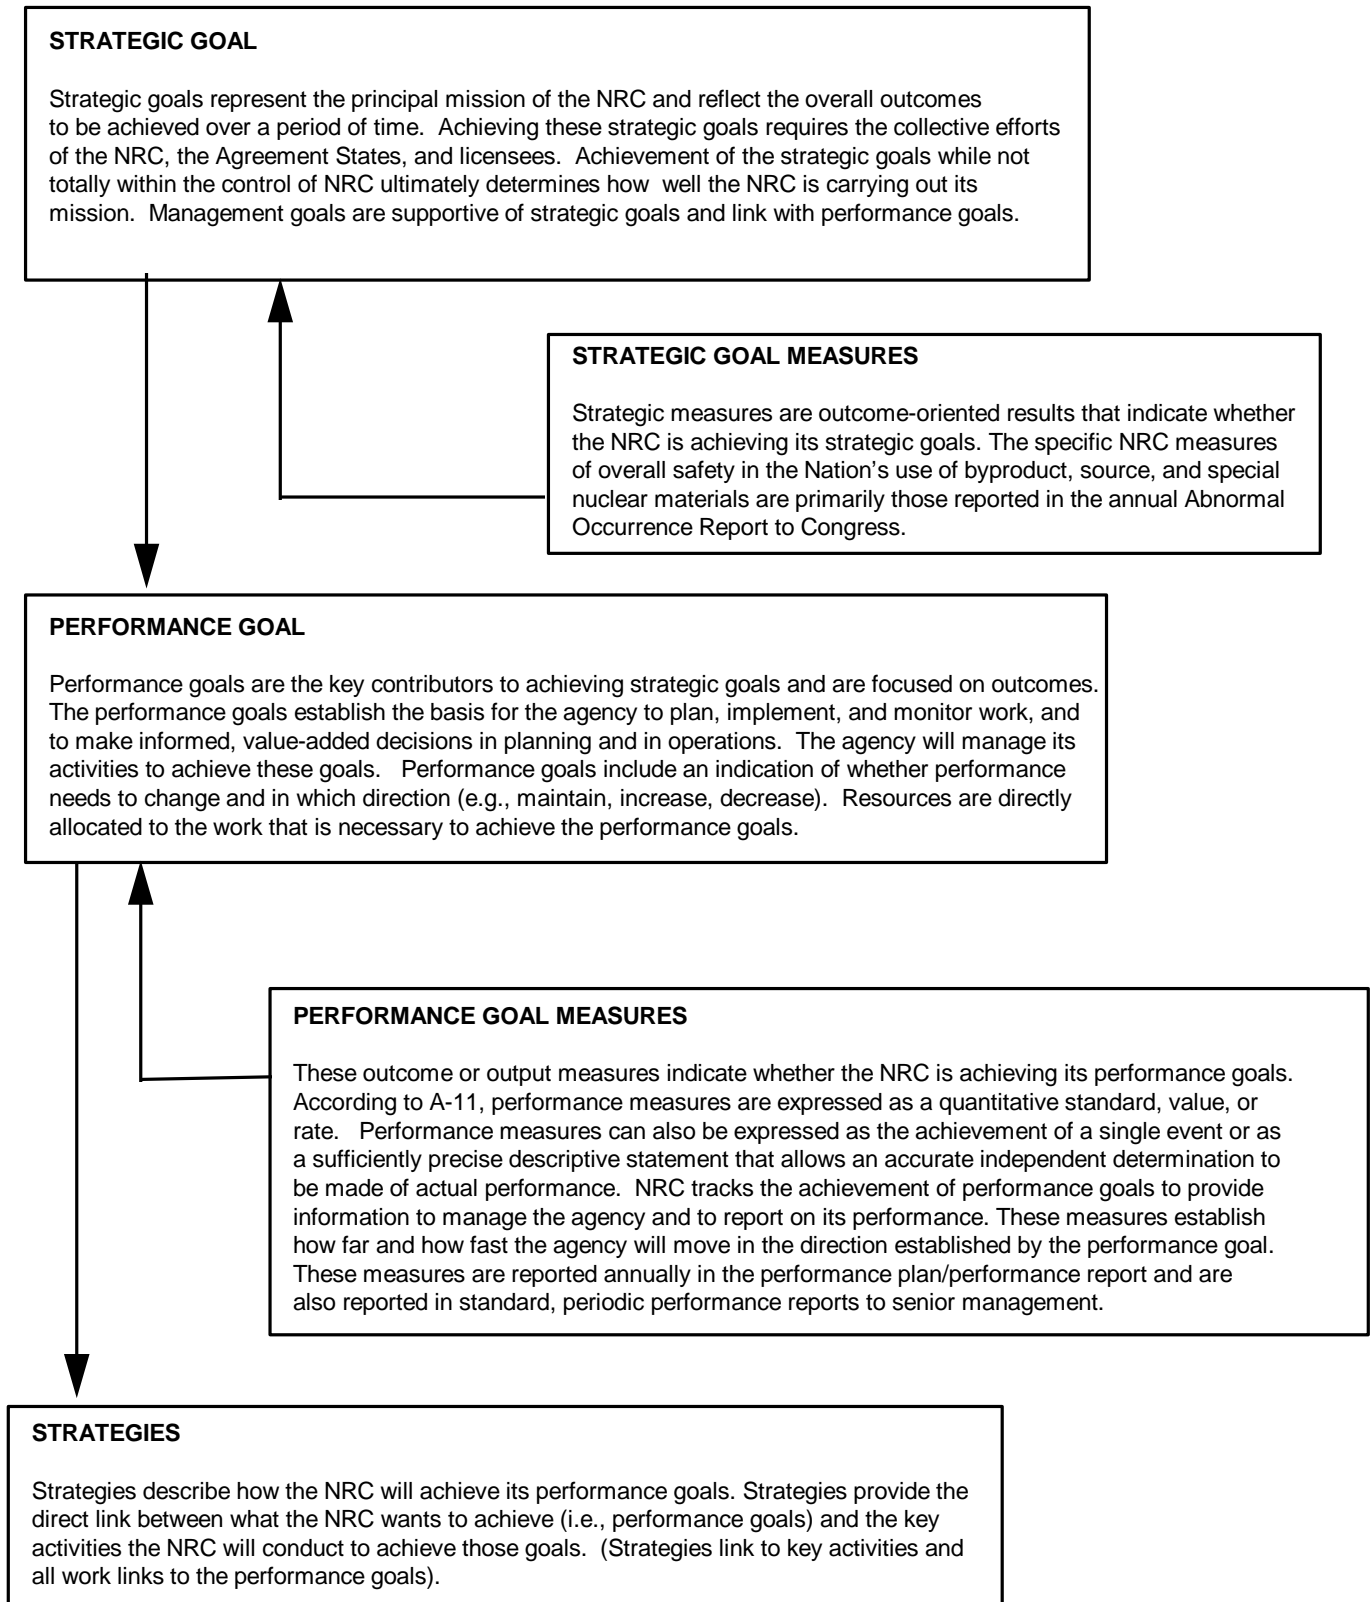 STRATEGIC GOAL
Strategic goals represent the principal mission of the NRC and reflect the overall outcomes
to be achieved over a period of time.  Achieving these strategic goals requires the collective efforts
of the NRC, the Agreement States, and licensees.  Achievement of the strategic goals while not
totally within the control of NRC ultimately determines how  well the NRC is carrying out its
mission.  Management goals are supportive of strategic goals and link with performance goals.
STRATEGIC GOAL MEASURES
Strategic measures are outcome-oriented results that indicate whether
the NRC is achieving its strategic goals. The specific NRC measures
of overall safety in the Nation’s use of byproduct, source, and special
nuclear materials are primarily those reported in the annual Abnormal
Occurrence Report to Congress.
PERFORMANCE GOAL
Performance goals are the key contributors to achieving strategic goals and are focused on outcomes.
The performance goals establish the basis for the agency to plan, implement, and monitor work, and
to make informed, value-added decisions in planning and in operations.  The agency will manage its
activities to achieve these goals.   Performance goals include an indication of whether performance
needs to change and in which direction (e.g., maintain, increase, decrease).  Resources are directly
allocated to the work that is necessary to achieve the performance goals.
PERFORMANCE GOAL MEASURES
These outcome or output measures indicate whether the NRC is achieving its performance goals.
According to A-11, performance measures are expressed as a quantitative standard, value, or
rate.   Performance measures can also be expressed as the achievement of a single event or as
a sufficiently precise descriptive statement that allows an accurate independent determination to
be made of actual performance.  NRC tracks the achievement of performance goals to provide
information to manage the agency and to report on its performance. These measures establish
how far and how fast the agency will move in the direction established by the performance goal.
These measures are reported annually in the performance plan/performance report and are
also reported in standard, periodic performance reports to senior management.
STRATEGIES
Strategies describe how the NRC will achieve its performance goals. Strategies provide the
direct link between what the NRC wants to achieve (i.e., performance goals) and the key
activities the NRC will conduct to achieve those goals.  (Strategies link to key activities and
all work links to the performance goals).